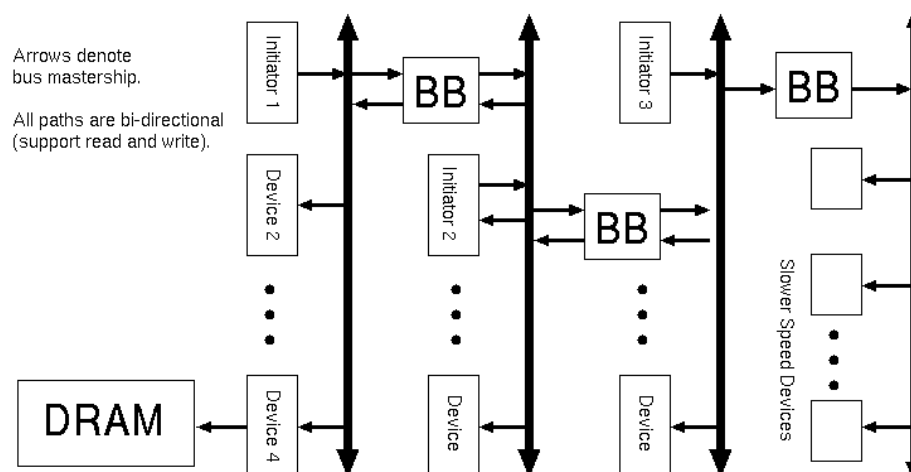 Arrows denote
bus mastership.
All paths are bi-directional
(support read and write).
Initiator 1
BB
Initiator 3
BB
Device 2
Initiator 2
BB
Slower Speed Devices
DRAM
Device 4
Device
Device